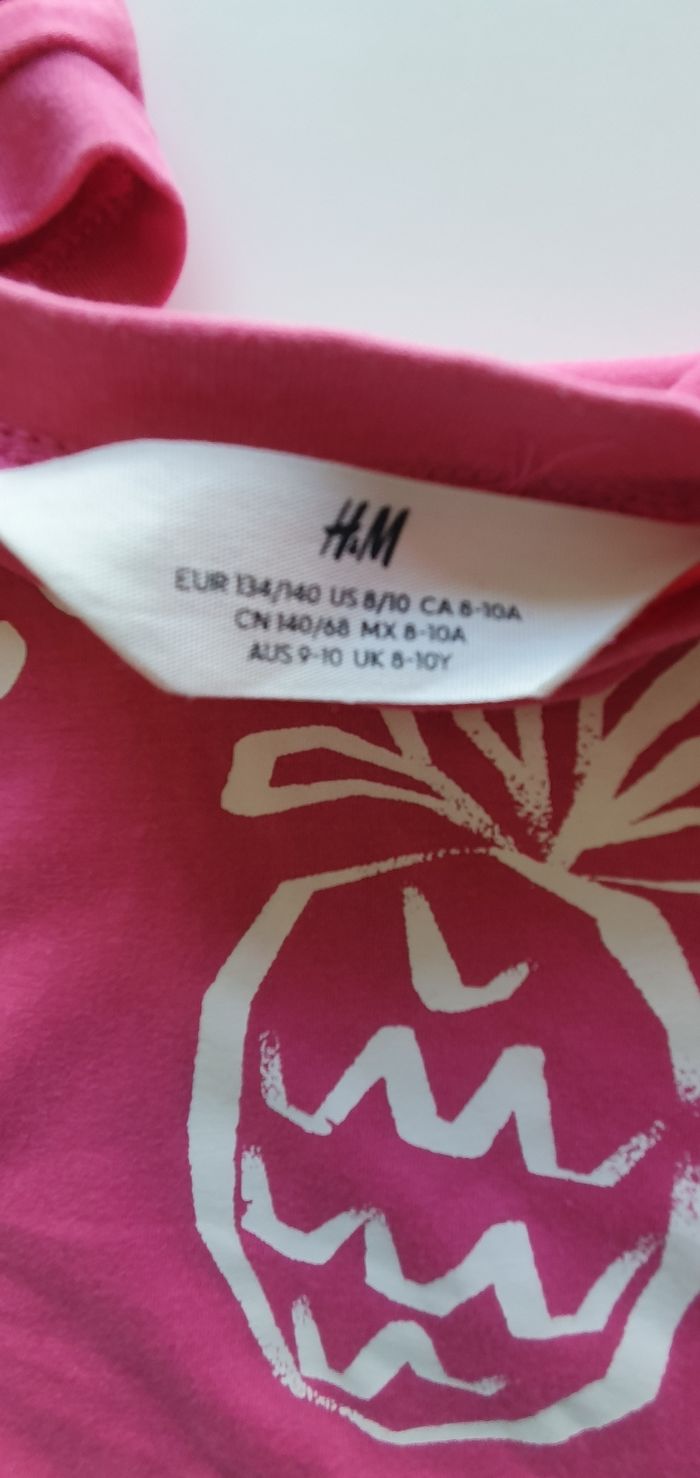 H&M
EUR 134/140 US 8/10 CA 8-10A
CN 140/68 MX 8-10A
AUS 9-10 UK 8-10Y